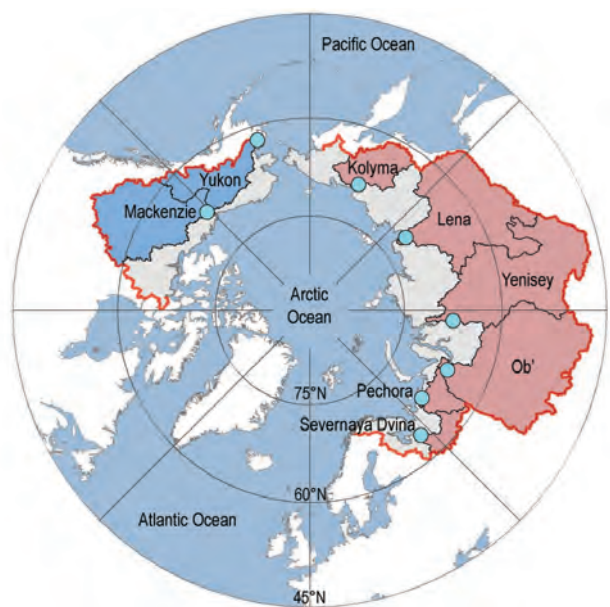 Pacific Ocean
Kolyma
Yukon
Mackenzie
Lena
Yenisey
Arctic
Ocean
Ob'
Pechora
75°N
Severnaya Dvina
60°N
Atlantic Ocean
45°N